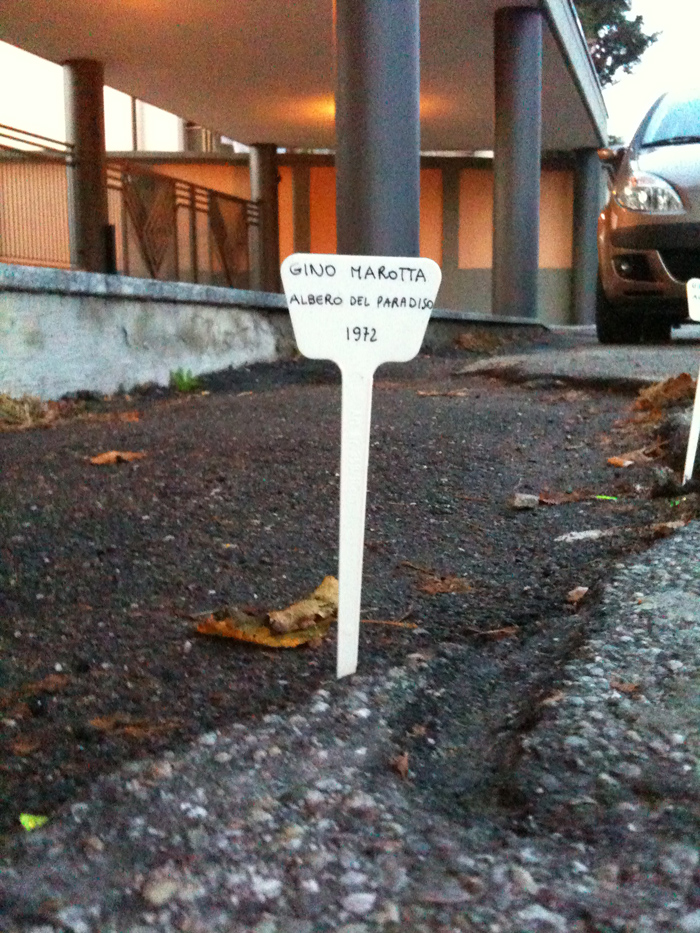 GINO MAROTTA
ALBERO DEL PARADISO
1972